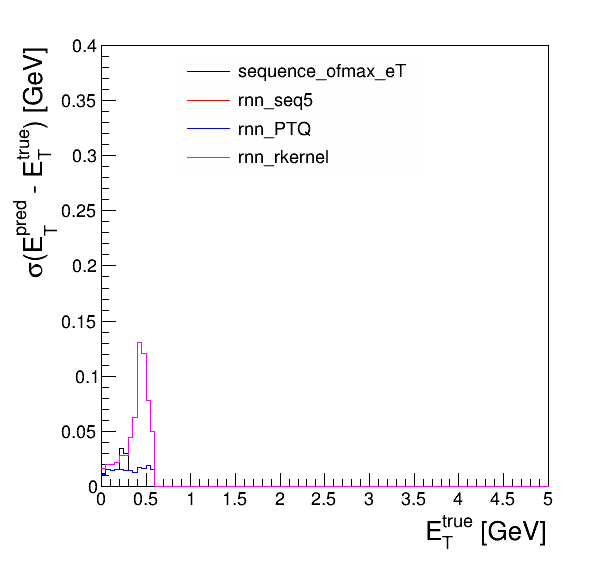 σ(E_T^pred - E_T^true) [GeV]
0.4
0.35
0.3
0.25
0.2
0.15
0.1
0.05
0
sequence_ofmax_eT
rnn_seq5
rnn_PTQ
rnn_rkernel
0 0.5 1 1.5 2 2.5 3 3.5 4 4.5 5
E_T^true [GeV]